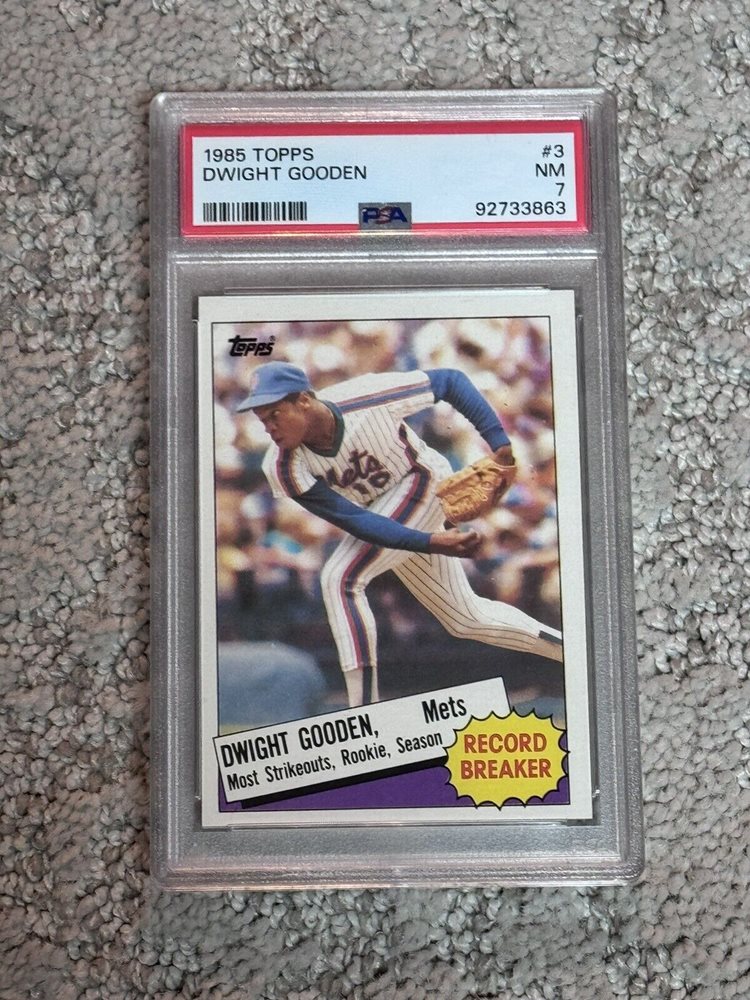 1985 TOPPS #3
DWIGHT GOODEN NM
7
PSA 92733863
Topps®
Mets
16
DWIGHT GOODEN, Mets
Most Strikeouts, Rookie, Season
RECORD
BREAKER